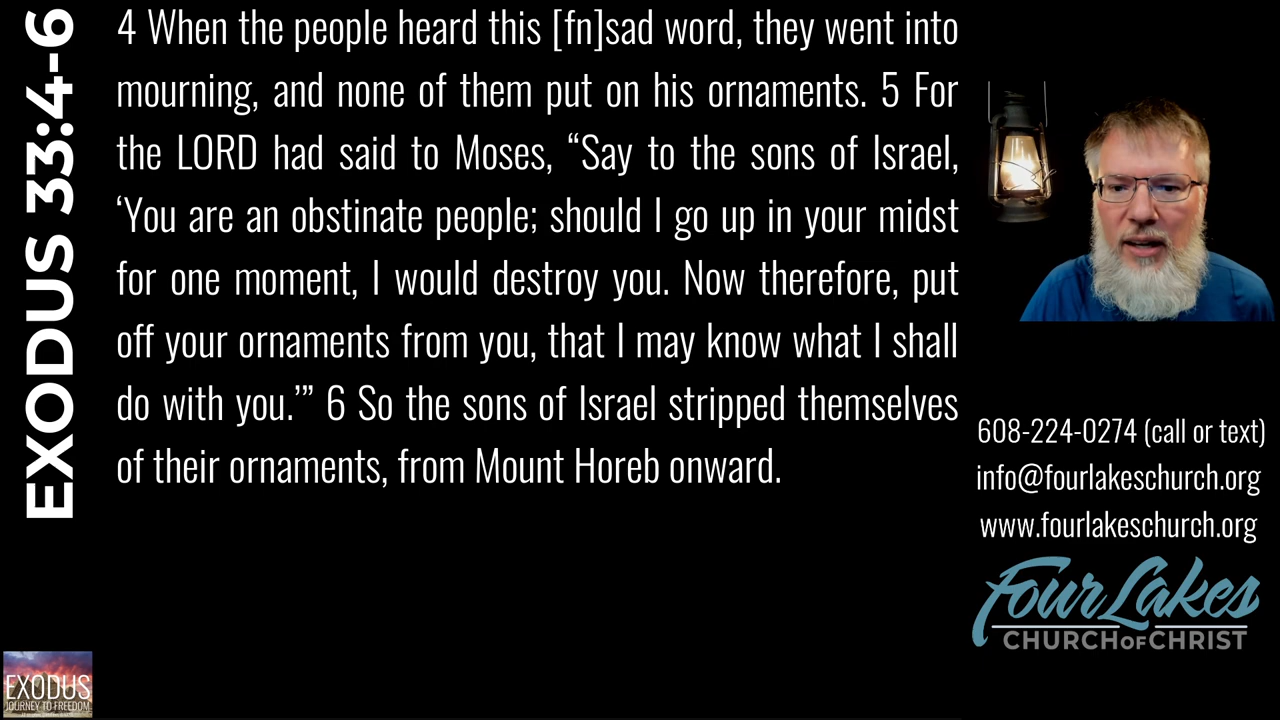 EXODUS 33:4-6
4 When the people heard this [fn]sad word, they went into
mourning, and none of them put on his ornaments. 5 For
the LORD had said to Moses, “Say to the sons of Israel,
‘You are an obstinate people; should I go up in your midst
for one moment, I would destroy you. Now therefore, put
off your ornaments from you, that I may know what I shall
do with you.’” 6 So the sons of Israel stripped themselves
of their ornaments, from Mount Horeb onward.
608-224-0274 (call or text)
info@fourlakeschurch.org
www.fourlakeschurch.org
Four Lakes
CHURCH OF CHRIST
EXODUS
JOURNEY TO FREEDOM